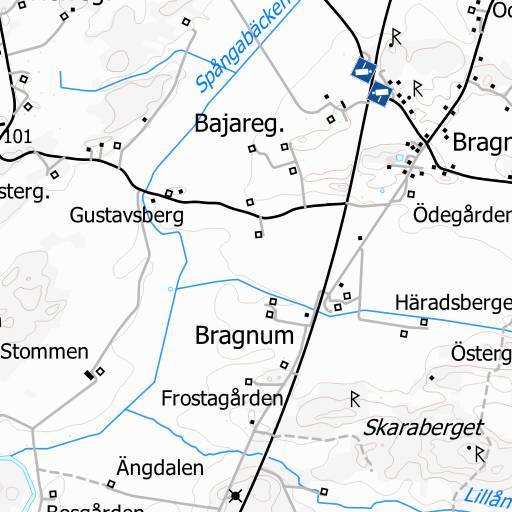 Spångabäcken
Bajareg.
101
Bragn
sterg.
Gustavsberg
Ödegården
Häradsberge
Bragnum
Stommen
Österg
Frostagården
Skaraberget
Ängdalen
Lillån